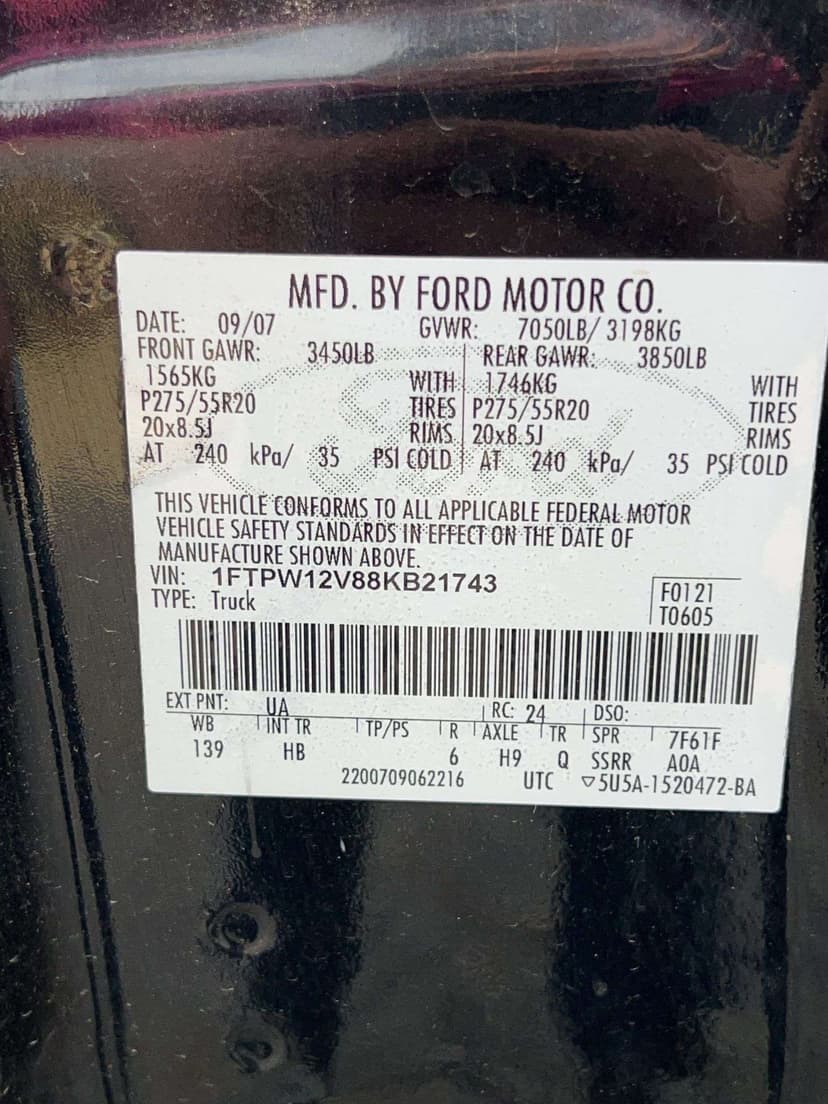 MFD. BY FORD MOTOR CO.
DATE: 09/07 GVWR: 7050LB/ 3198KG
FRONT GAWR: 3450LB REAR GAWR: 3850LB
1565KG WITH 1746KG WITH
P275/55R20 TIRES P275/55R20 TIRES
20x8.5J RIMS 20x8.5J RIMS
AT 240 kPa/ 35 PSI COLD AT 240 kPa/ 35 PSI COLD
THIS VEHICLE CONFORMS TO ALL APPLICABLE FEDERAL MOTOR
VEHICLE SAFETY STANDARDS IN EFFECT ON THE DATE OF
MANUFACTURE SHOWN ABOVE.
VIN: 1FTPW12V88KB21743 F0121
TYPE: Truck T0605
EXT PNT: UA RC: 24 DSO:
WB INT TR TP/PS R AXLE TR SPR 7F61F
139 HB 6 H9 Q SSRR A0A
2200709062216 UTC ▽5U5A-1520472-BA